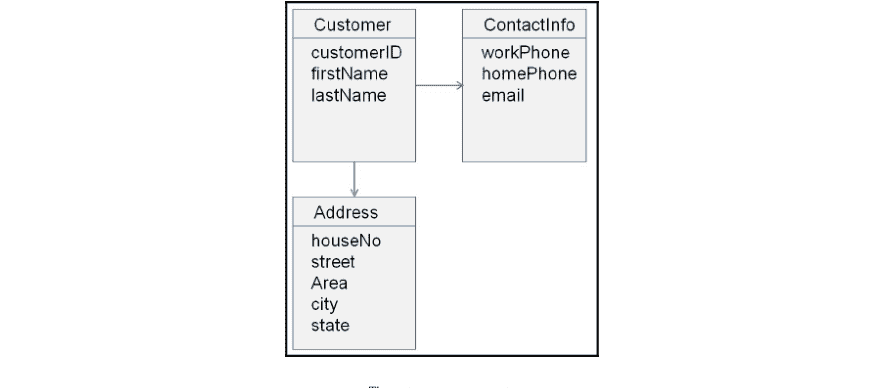 Customer
customerID
firstName
lastName
ContactInfo
workPhone
homePhone
email
Address
houseNo
street
Area
city
state